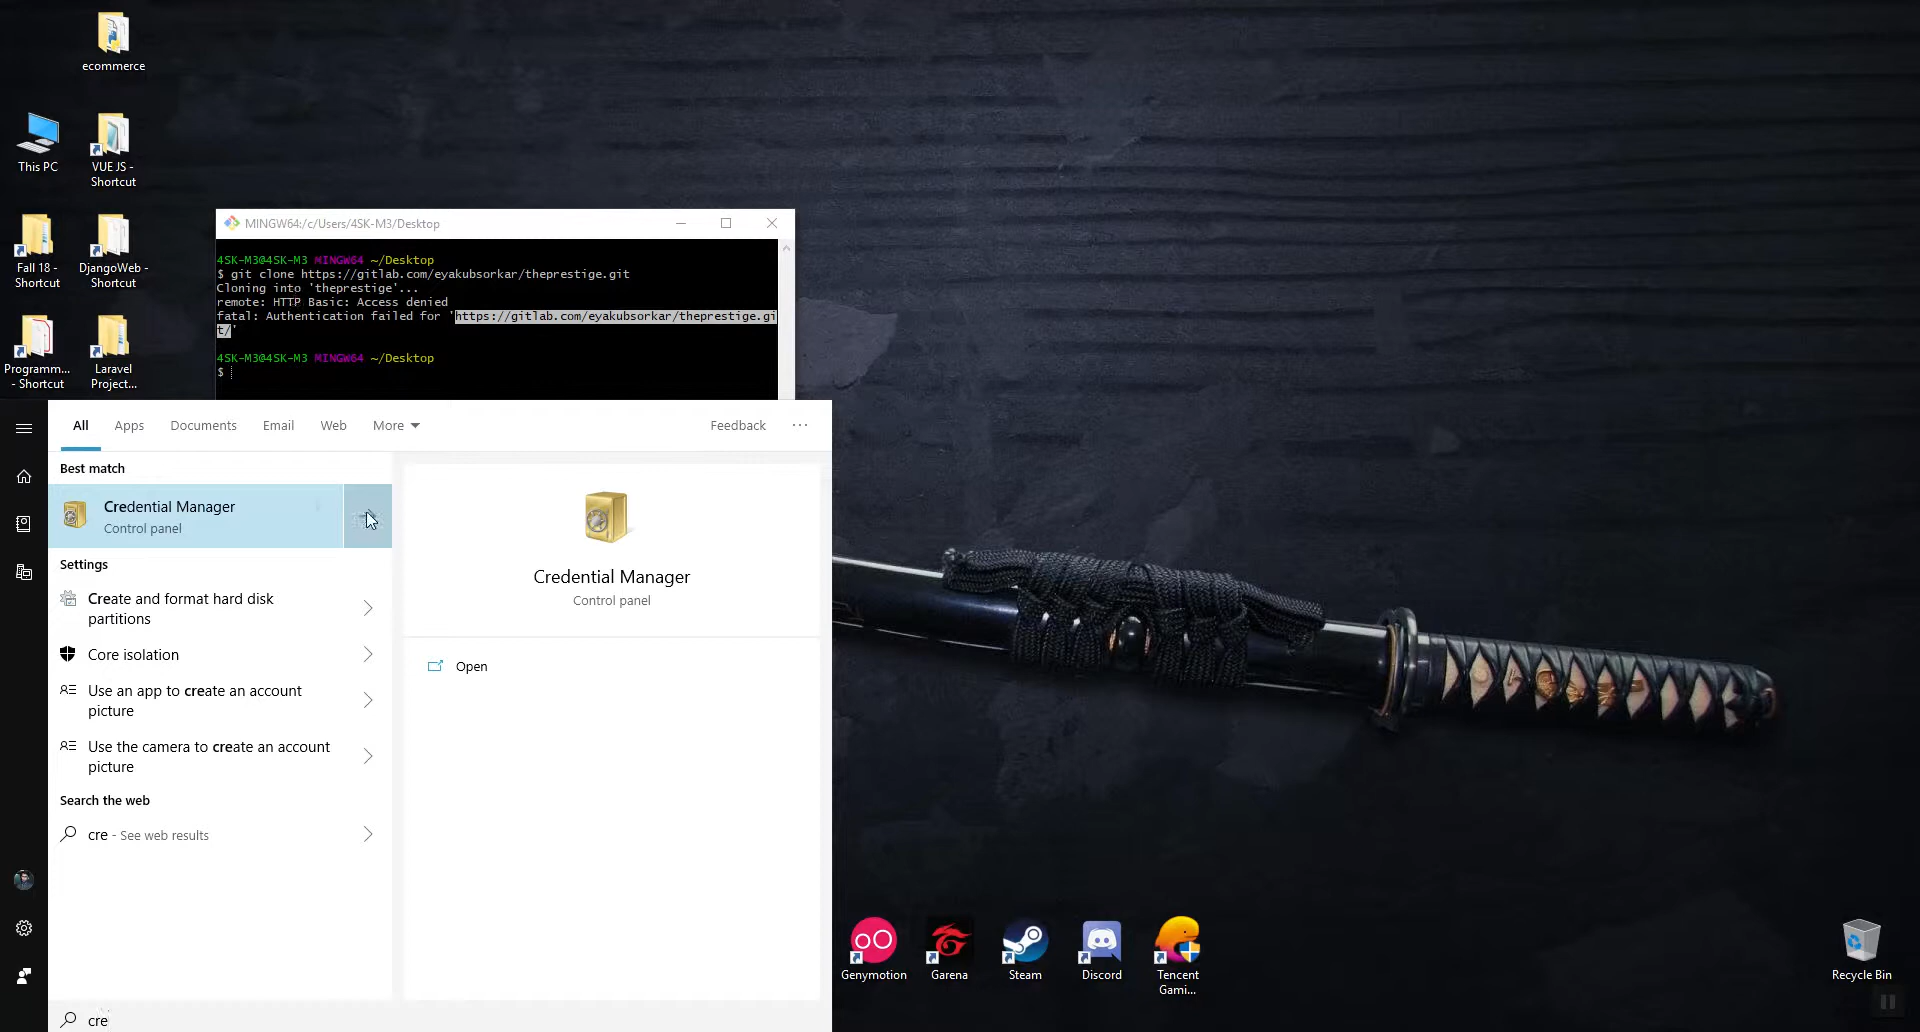 ecommerce
This PC
VUE JS -
Shortcut
Fall 18 -
Shortcut
DjangoWeb -
Shortcut
Programm...
- Shortcut
Laravel
Project...
MINGW64:/c/Users/4SK-M3/Desktop
4SK-M3@4SK-M3 MINGW64 ~/Desktop
$ git clone https://gitlab.com/eyakubsorkar/theprestige.git
Cloning into 'theprestige'...
remote: HTTP Basic: Access denied
fatal: Authentication failed for 'https://gitlab.com/eyakubsorkar/theprestige.gi
t/'
4SK-M3@4SK-M3 MINGW64 ~/Desktop
$
All Apps Documents Email Web More Feedback ...
Best match
Credential Manager
Control panel
Settings
Create and format hard disk
partitions
Core isolation
Use an app to create an account
picture
Use the camera to create an account
picture
Search the web
cre - See web results
cre
Credential Manager
Control panel
Open
Genymotion
Garena
Steam
Discord
Tencent
Gami...
Recycle Bin